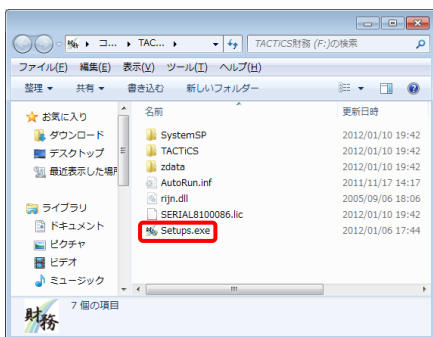 コ... ▸ TAC... ▸ TACTiCS財務 (F:)の検索
ファイル(F) 編集(E) 表示(V) ツール(T) ヘルプ(H)
整理 ▼ 共有 ▼ 書き込む 新しいフォルダー
お気に入り
ダウンロード
デスクトップ
最近表示した場所
ライブラリ
ドキュメント
ピクチャ
ビデオ
ミュージック
名前 更新日時
SystemSP 2012/01/10 19:42
TACTiCS 2012/01/10 19:42
zdata 2012/01/10 19:42
AutoRun.inf 2011/11/17 14:17
rijn.dll 2005/09/06 18:06
SERIAL8100086.lic 2012/01/10 19:42
Setups.exe 2012/01/06 17:44
財務 7 個の項目